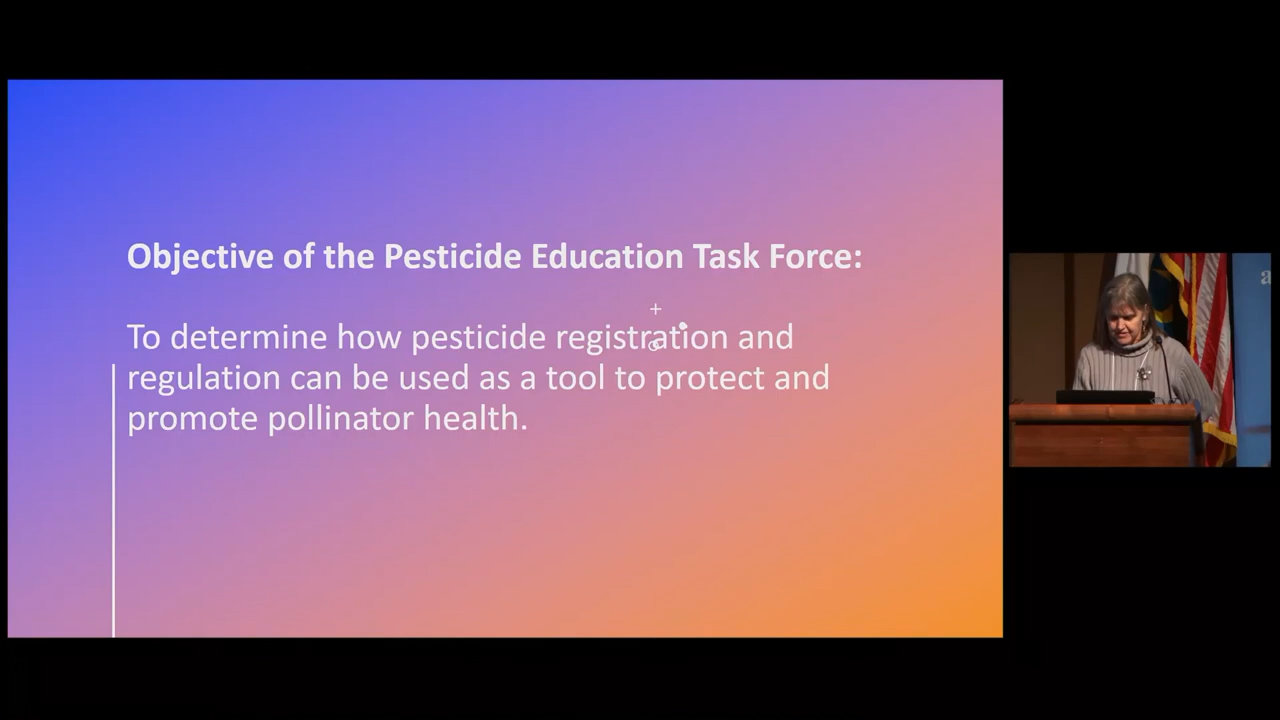 Objective of the Pesticide Education Task Force:
To determine how pesticide registration and
regulation can be used as a tool to protect and
promote pollinator health.